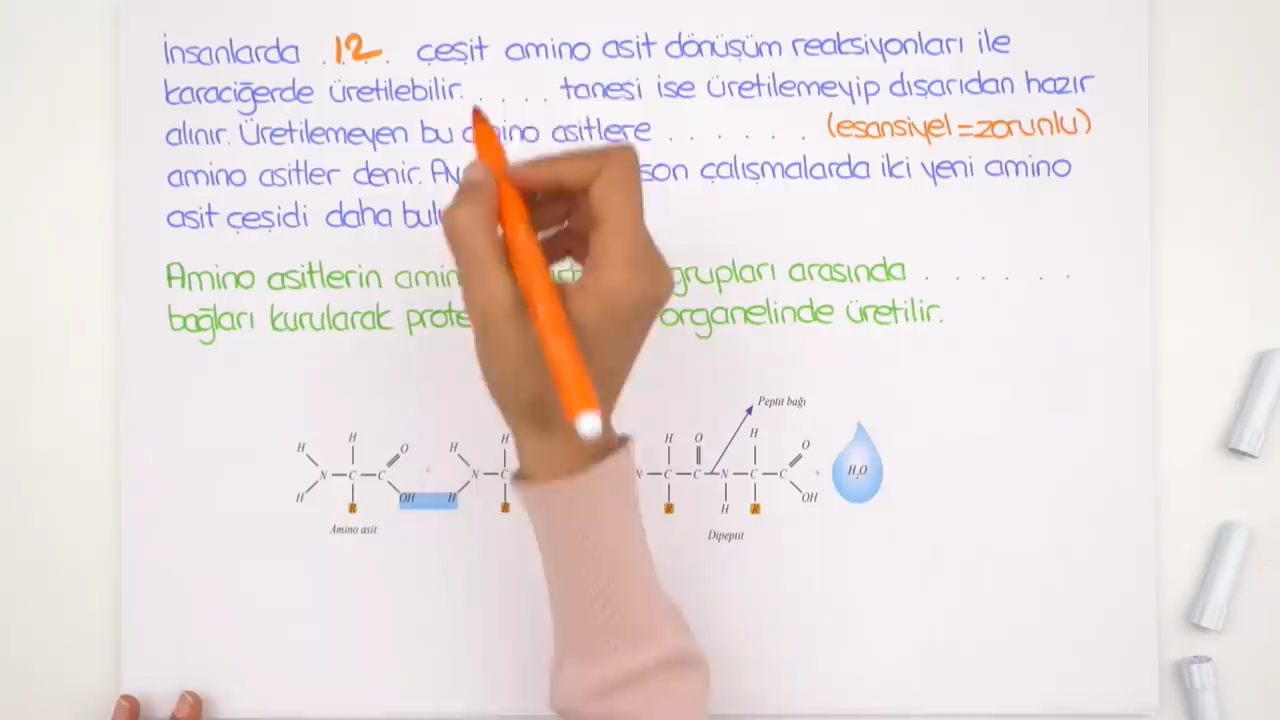 İnsanlarda .12. çeşit amino asit dönüşüm reaksiyonları ile
karaciğerde üretilebilir. . . . . tanesi ise üretilemeyip dışarıdan hazır
alınır. Üretilemeyen bu amino asitlere . . . . . . (esansiyel=zorunlu)
amino asitler denir. son çalışmalarda iki yeni amino
asit çeşidi daha
Amino asitlerin grupları arasında . . . . . .
bağları kurularak organelinde üretilir.
Peptit bağı
H H O H H H O H O
N C C N C N C C N C C H₂O
H R OH H R R H R OH
Amino asit Dipeptit